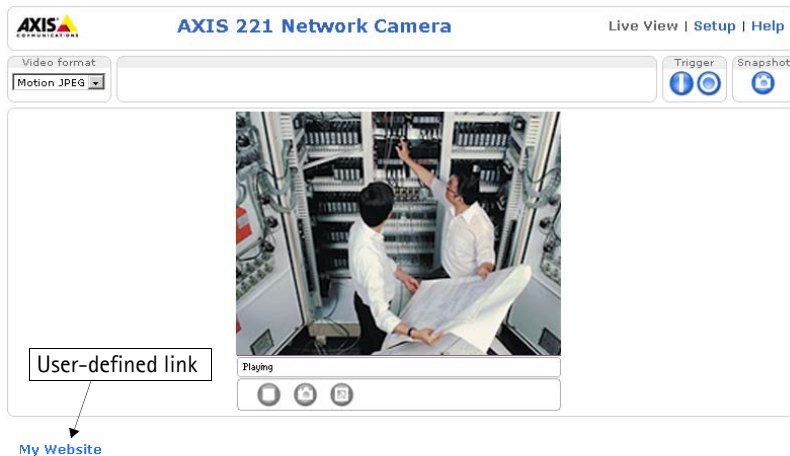 AXIS
COMMUNICATIONS
AXIS 221 Network Camera
Live View | Setup | Help
Video format
Motion JPEG
Trigger
Snapshot
Playing
User-defined link
My Website